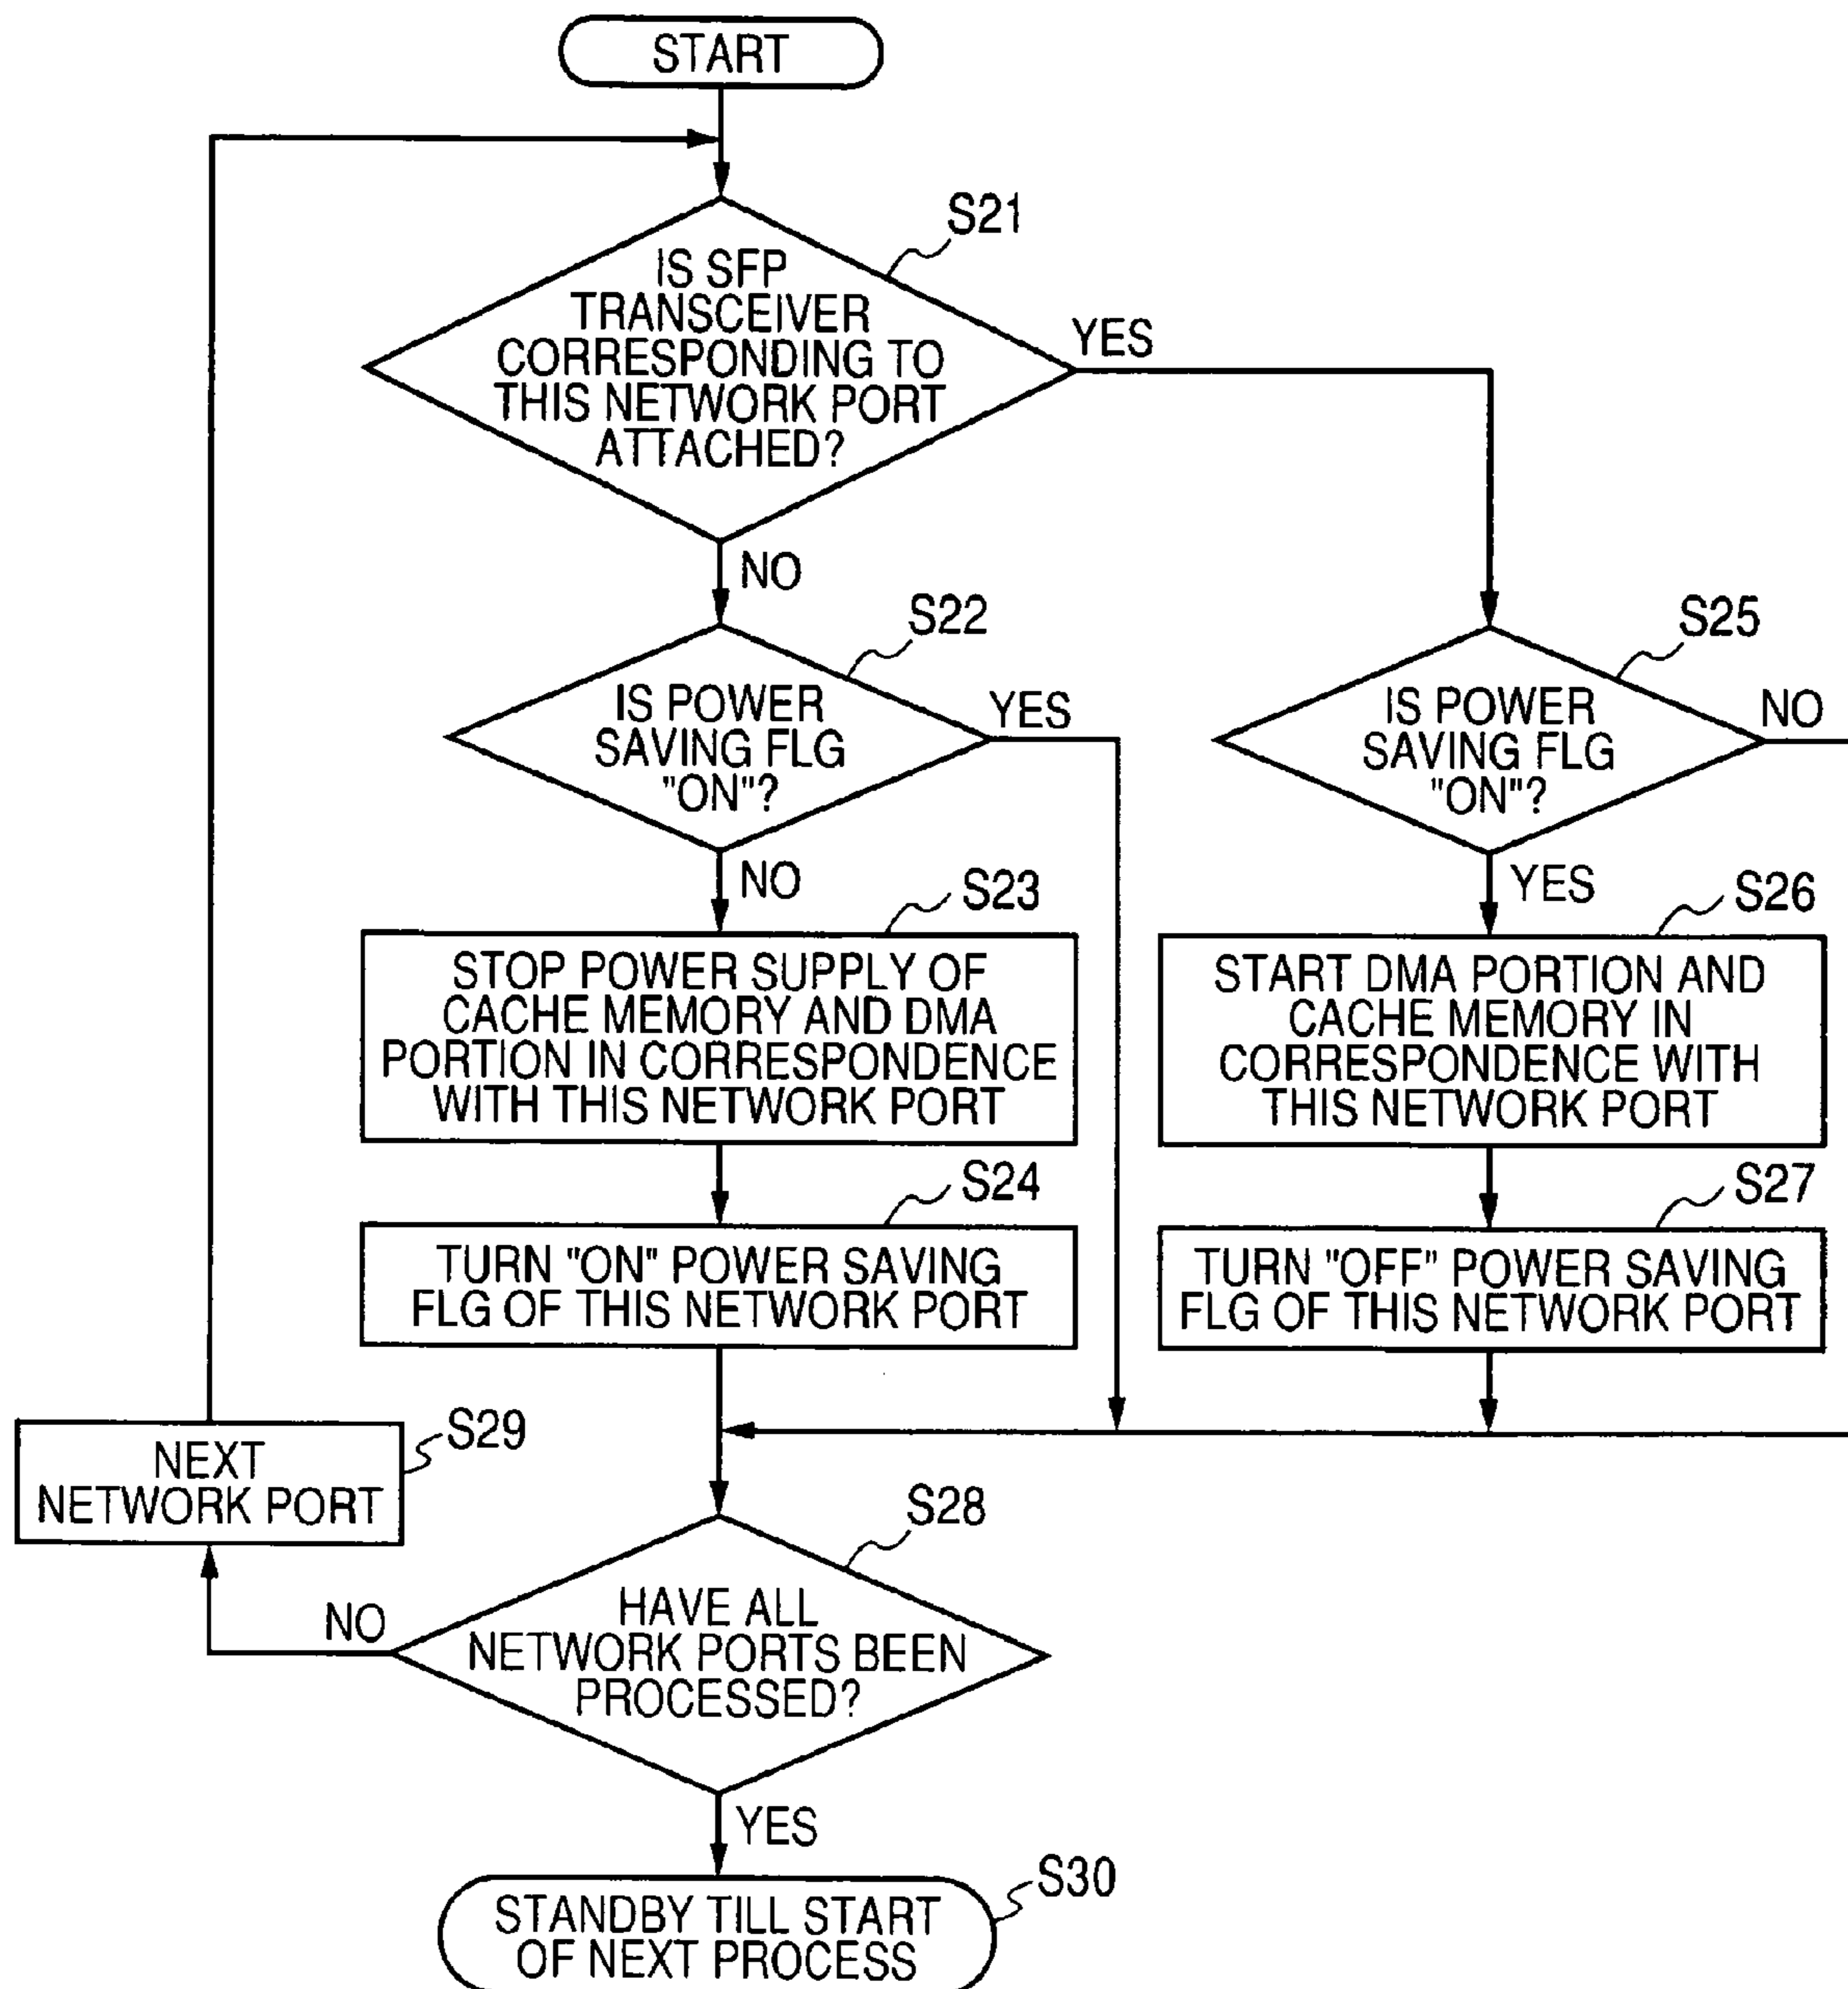 START
S21
IS SFP
TRANSCEIVER
CORRESPONDING TO
THIS NETWORK PORT
ATTACHED?
YES
NO
S22
IS POWER
SAVING FLG
"ON"?
YES
NO
S25
IS POWER
SAVING FLG
"ON"?
NO
YES
S23
STOP POWER SUPPLY OF
CACHE MEMORY AND DMA
PORTION IN CORRESPONDENCE
WITH THIS NETWORK PORT
S26
START DMA PORTION AND
CACHE MEMORY IN
CORRESPONDENCE WITH
THIS NETWORK PORT
S24
TURN "ON" POWER SAVING
FLG OF THIS NETWORK PORT
S27
TURN "OFF" POWER SAVING
FLG OF THIS NETWORK PORT
S29
NEXT
NETWORK PORT
S28
HAVE ALL
NETWORK PORTS BEEN
PROCESSED?
NO
YES
S30
STANDBY TILL START
OF NEXT PROCESS